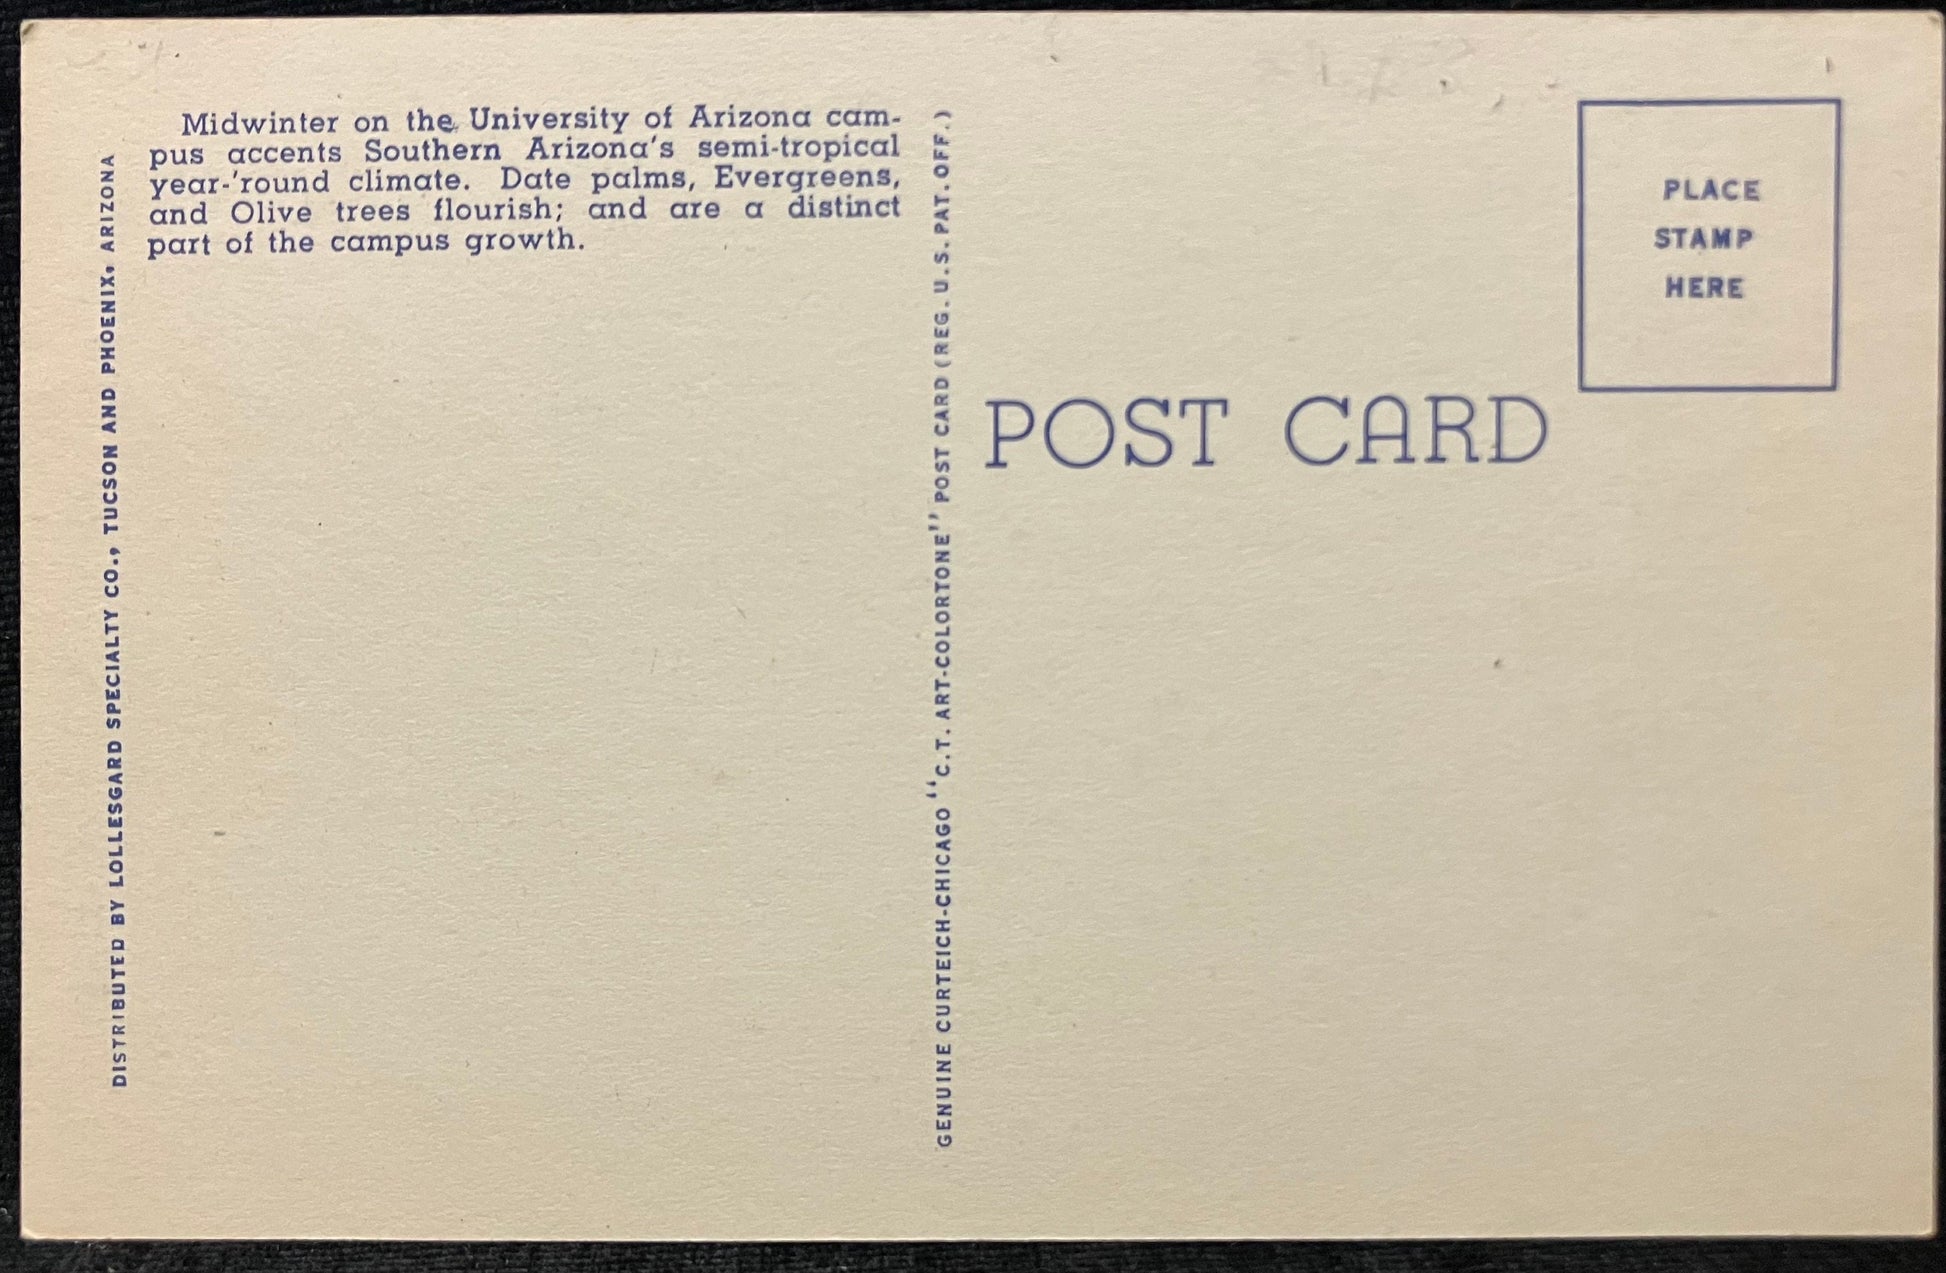 Midwinter on the University of Arizona cam-
pus accents Southern Arizona's semi-tropical
year-'round climate. Date palms, Evergreens,
and Olive trees flourish; and are a distinct
part of the campus growth.
DISTRIBUTED BY LOLLESGARD SPECIALTY CO., TUCSON AND PHOENIX, ARIZONA
GENUINE CURTEICH-CHICAGO "C.T. ART-COLORTONE" POST CARD (REG. U.S. PAT. OFF.)
POST CARD
PLACE
STAMP
HERE